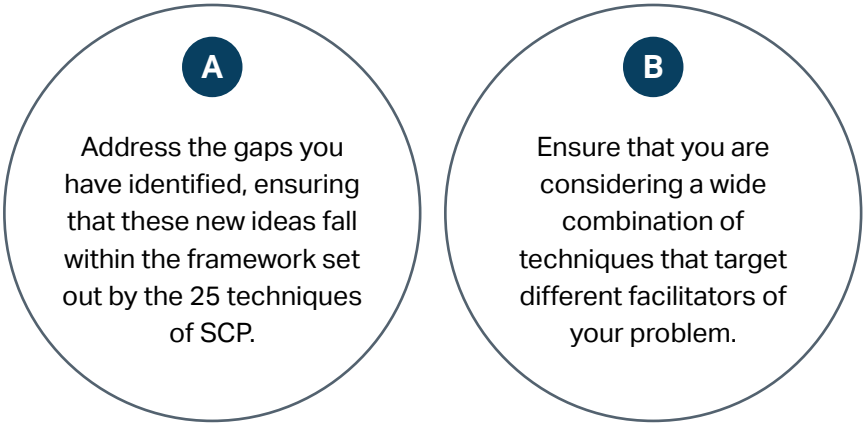 A
Address the gaps you
have identified, ensuring
that these new ideas fall
within the framework set
out by the 25 techniques
of SCP.
B
Ensure that you are
considering a wide
combination of
techniques that target
different facilitators of
your problem.